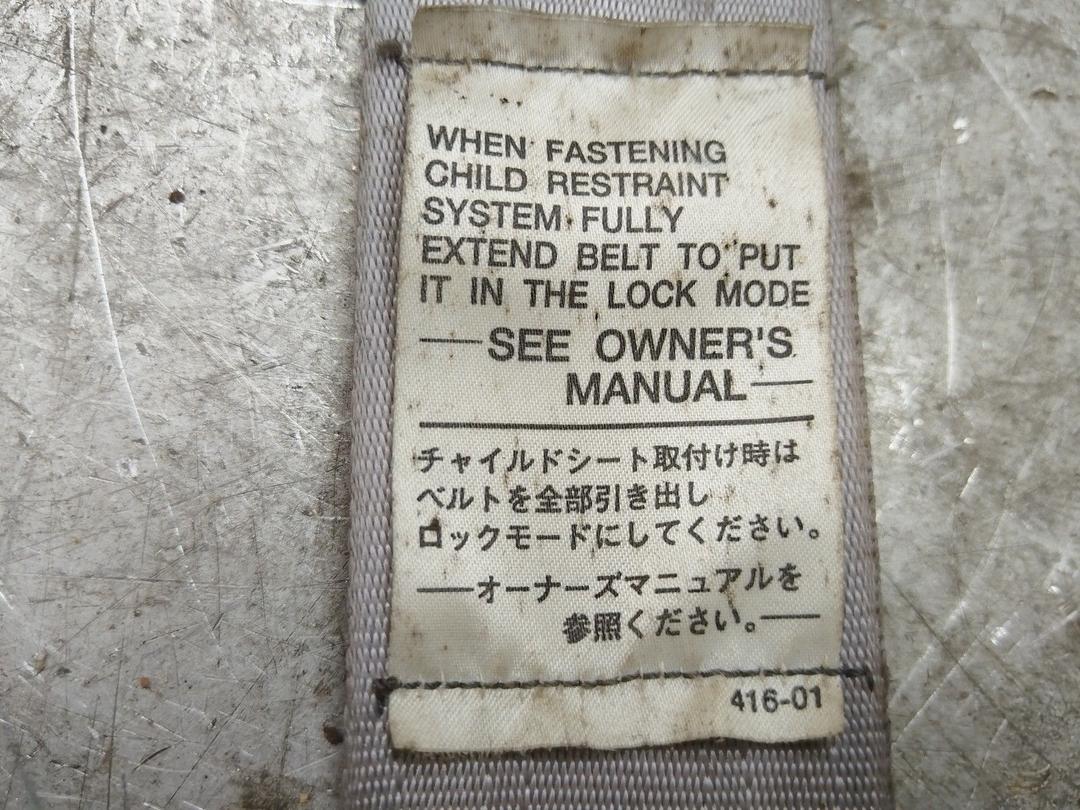 WHEN FASTENING
CHILD RESTRAINT
SYSTEM FULLY
EXTEND BELT TO PUT
IT IN THE LOCK MODE
—SEE OWNER'S
MANUAL—
チャイルドシート取付け時は
ベルトを全部引き出し
ロックモードにしてください。
—オーナーズマニュアルを
参照ください。—
416-01